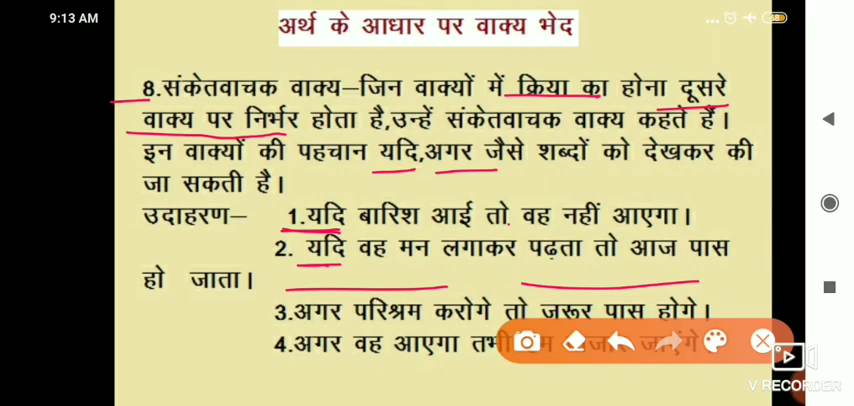 9:13 AM
68
अर्थ के आधार पर वाक्य भेद
8.संकेतवाचक वाक्य–जिन वाक्यों में क्रिया का होना दूसरे
वाक्य पर निर्भर होता है,उन्हें संकेतवाचक वाक्य कहते हैं।
इन वाक्यों की पहचान यदि,अगर जैसे शब्दों को देखकर की
जा सकती है।
उदाहरण– 1.यदि बारिश आई तो वह नहीं आएगा।
2. यदि वह मन लगाकर पढ़ता तो आज पास
हो जाता।
3.अगर परिश्रम करोगे तो जरूर पास होगे।
4.अगर वह आएगा तभी जाएंगे
V RECORDER